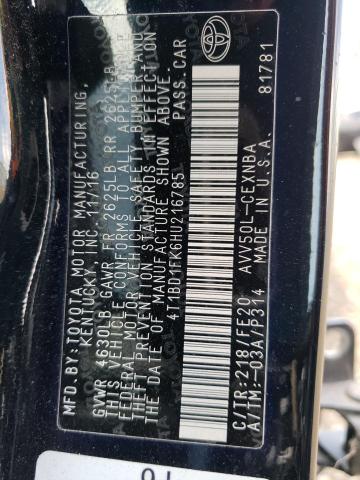 MFD. BY: TOYOTA MOTOR MANUFACTURING,
KENTUCKY, INC. 11/16
GVWR 4630LB GAWR FR 2625LB RR 2625LB
THIS VEHICLE CONFORMS TO ALL APPLICABLE
FEDERAL MOTOR VEHICLE SAFETY, BUMPER, AND
THEFT PREVENTION STANDARDS IN EFFECT ON
THE DATE OF MANUFACTURE SHOWN ABOVE.
4T1BD1FK6HU216785 PASS. CAR
C/TR: 218/FE20 AVV50L-CEXNBA
A/TM: -03A/P314 U.S.A. 81781